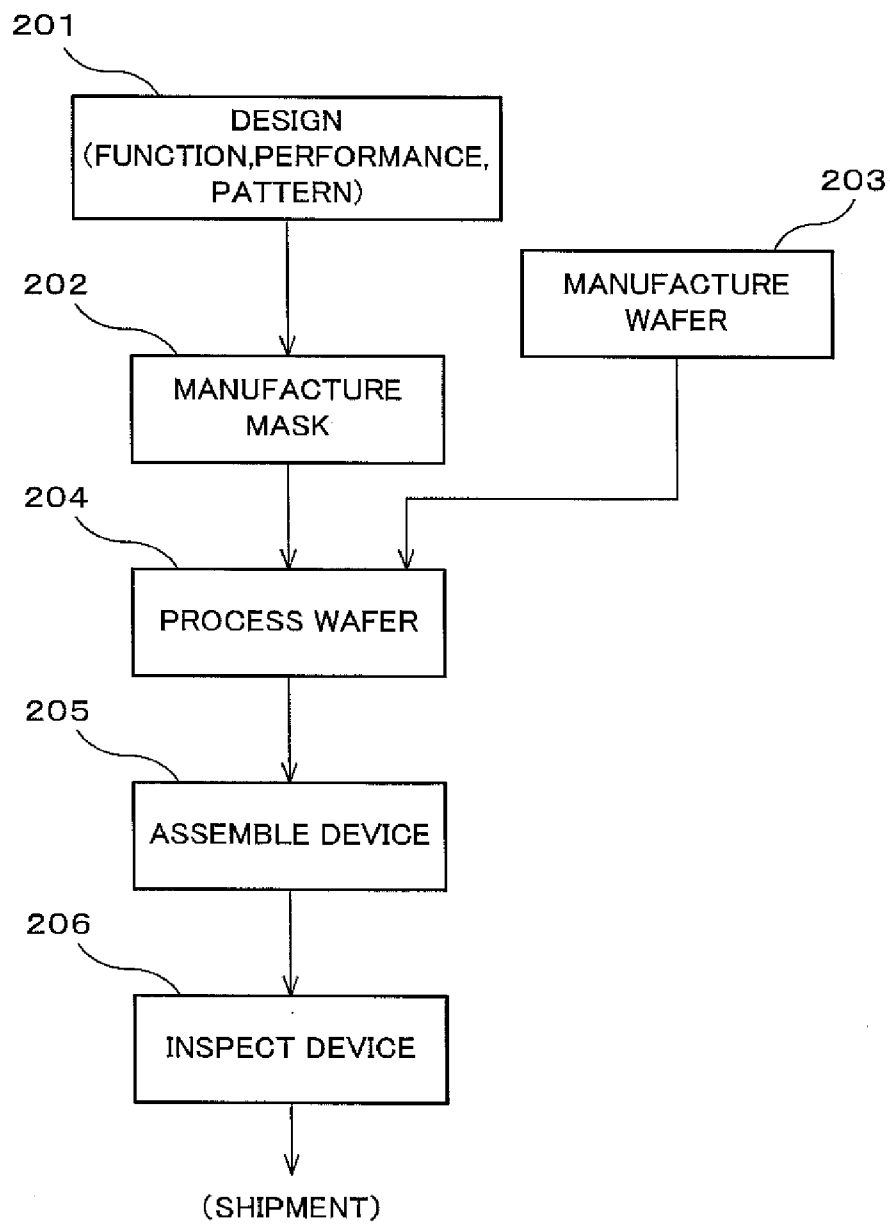 201
DESIGN
(FUNCTION,PERFORMANCE,
PATTERN)
203
MANUFACTURE
WAFER
202
MANUFACTURE
MASK
204
PROCESS WAFER
205
ASSEMBLE DEVICE
206
INSPECT DEVICE
(SHIPMENT)